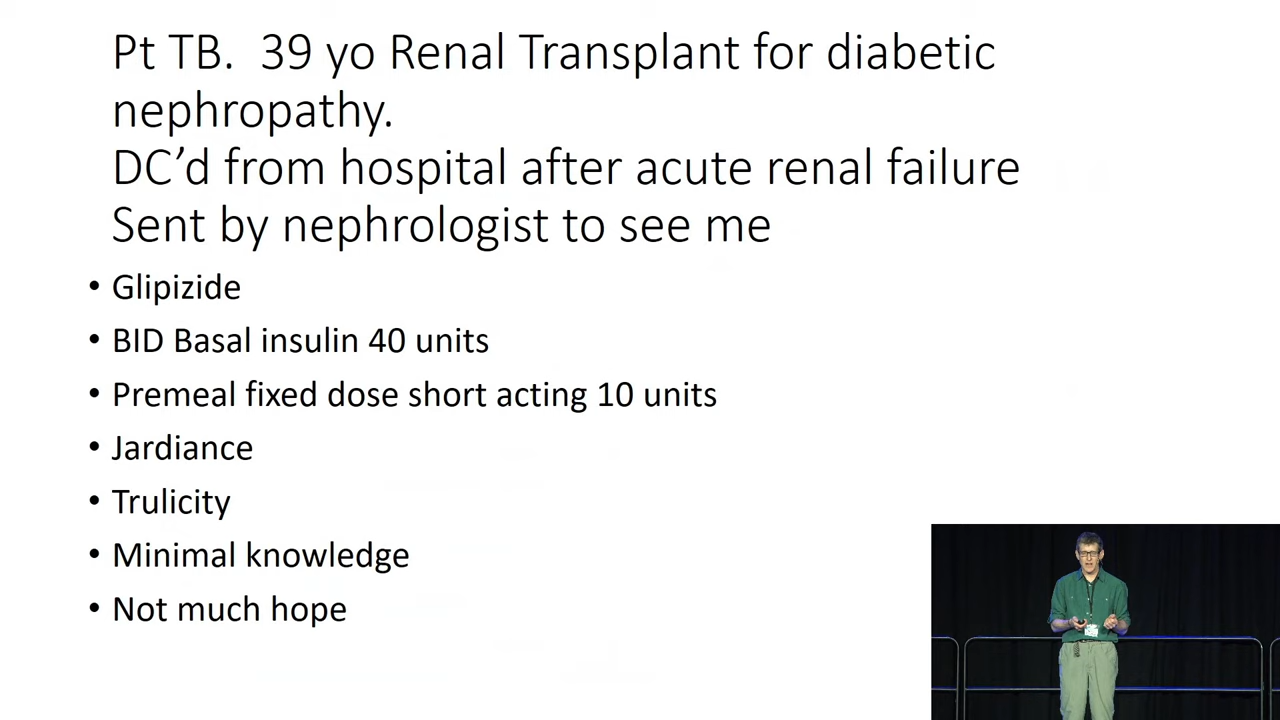 Pt TB.  39 yo Renal Transplant for diabetic
nephropathy.
DC’d from hospital after acute renal failure
Sent by nephrologist to see me
• Glipizide
• BID Basal insulin 40 units
• Premeal fixed dose short acting 10 units
• Jardiance
• Trulicity
• Minimal knowledge
• Not much hope